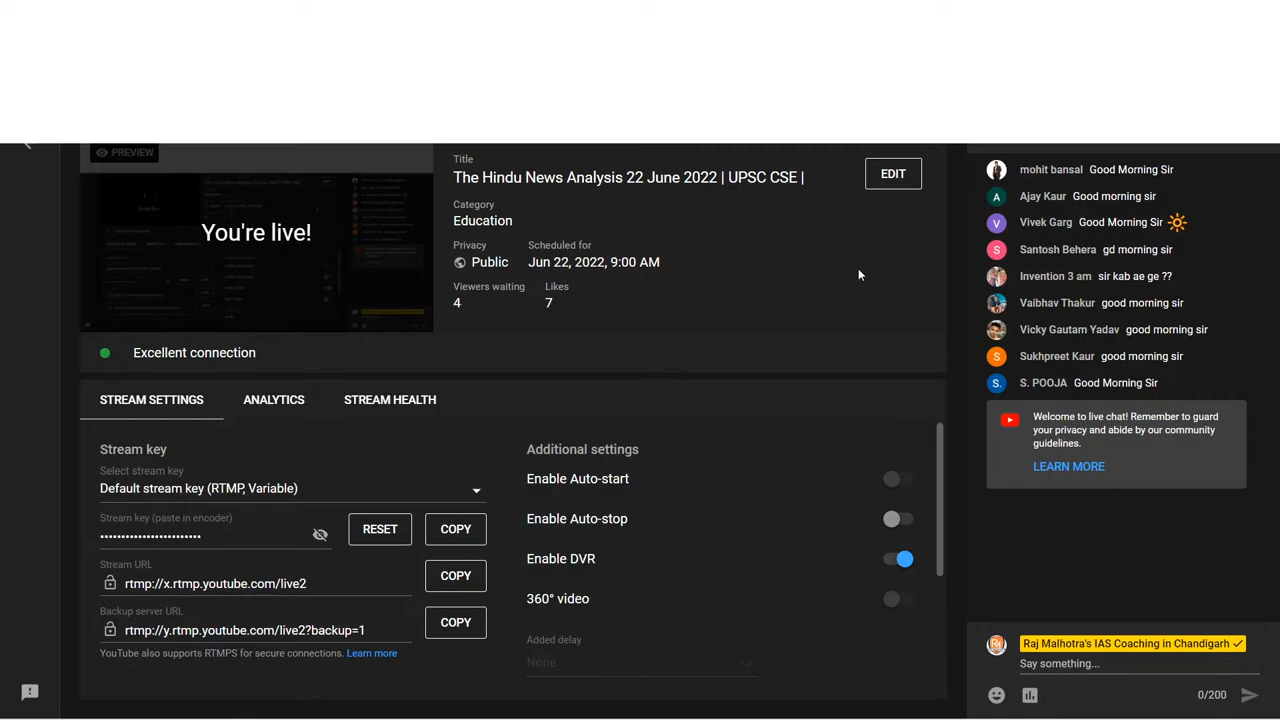 PREVIEW
You're live!
Title
The Hindu News Analysis 22 June 2022 | UPSC CSE |
EDIT
Category
Education
Privacy
Scheduled for
Public
Jun 22, 2022, 9:00 AM
Viewers waiting
Likes
4
7
Excellent connection
STREAM SETTINGS
ANALYTICS
STREAM HEALTH
Stream key
Select stream key
Default stream key (RTMP, Variable)
Stream key (paste in encoder)
••••••••••••••••••••••••
RESET
COPY
Stream URL
rtmp://x.rtmp.youtube.com/live2
COPY
Backup server URL
rtmp://y.rtmp.youtube.com/live2?backup=1
COPY
YouTube also supports RTMPS for secure connections. Learn more
Additional settings
Enable Auto-start
Enable Auto-stop
Enable DVR
360° video
Added delay
None
mohit bansal Good Morning Sir
A Ajay Kaur Good morning sir
V Vivek Garg Good Morning Sir
S Santosh Behera gd morning sir
Invention 3 am sir kab ae ge ??
Vaibhav Thakur good morning sir
Vicky Gautam Yadav good morning sir
S Sukhpreet Kaur good morning sir
S. S. POOJA Good Morning Sir
Welcome to live chat! Remember to guard
your privacy and abide by our community
guidelines.
LEARN MORE
Raj Malhotra's IAS Coaching in Chandigarh
Say something...
0/200